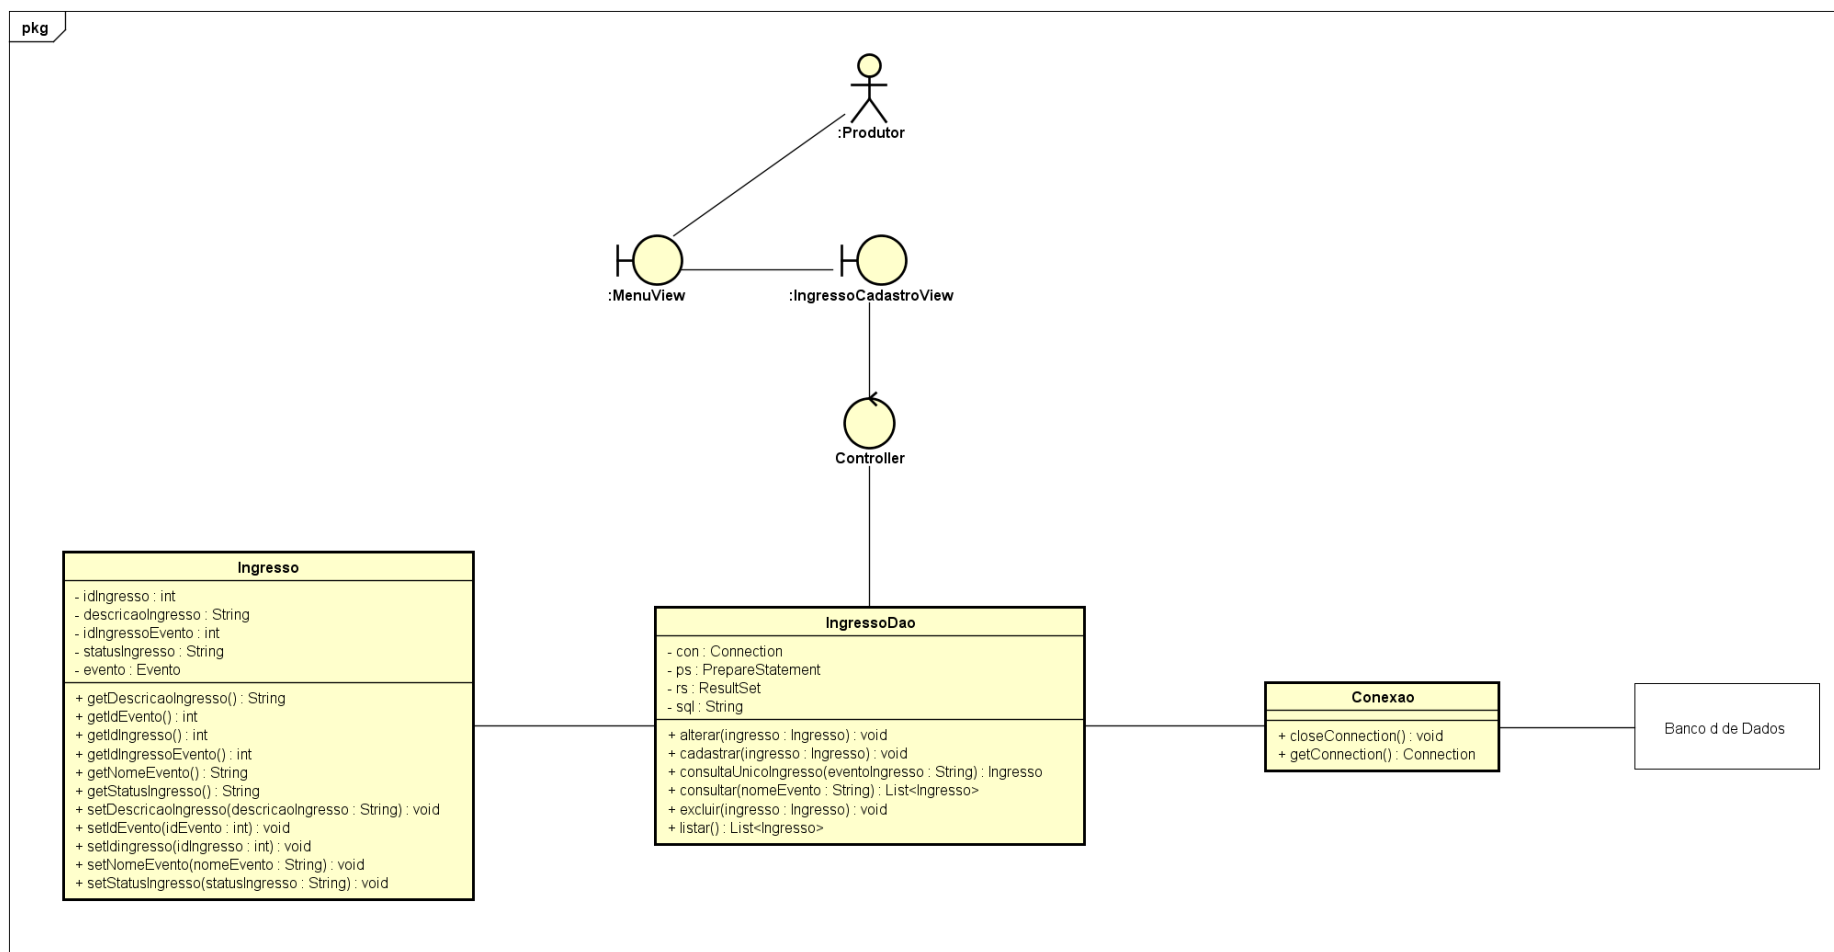 pkg
:Produtor
:MenuView
:IngressoCadastroView
Controller
Ingresso
- idIngresso : int
- descricaoIngresso : String
- idIngressoEvento : int
- statusIngresso : String
- evento : Evento
+ getDescricaoIngresso() : String
+ getIdEvento() : int
+ getIdIngresso() : int
+ getIdIngressoEvento() : int
+ getNomeEvento() : String
+ getStatusIngresso() : String
+ setDescricaoIngresso(descricaoIngresso : String) : void
+ setIdEvento(idEvento : int) : void
+ setIdingresso(idIngresso : int) : void
+ setNomeEvento(nomeEvento : String) : void
+ setStatusIngresso(statusIngresso : String) : void
IngressoDao
- con : Connection
- ps : PrepareStatement
- rs : ResultSet
- sql : String
+ alterar(ingresso : Ingresso) : void
+ cadastrar(ingresso : Ingresso) : void
+ consultaUnicoIngresso(eventoIngresso : String) : Ingresso
+ consultar(nomeEvento : String) : List<Ingresso>
+ excluir(ingresso : Ingresso) : void
+ listar() : List<Ingresso>
Conexao
+ closeConnection() : void
+ getConnection() : Connection
Banco d de Dados